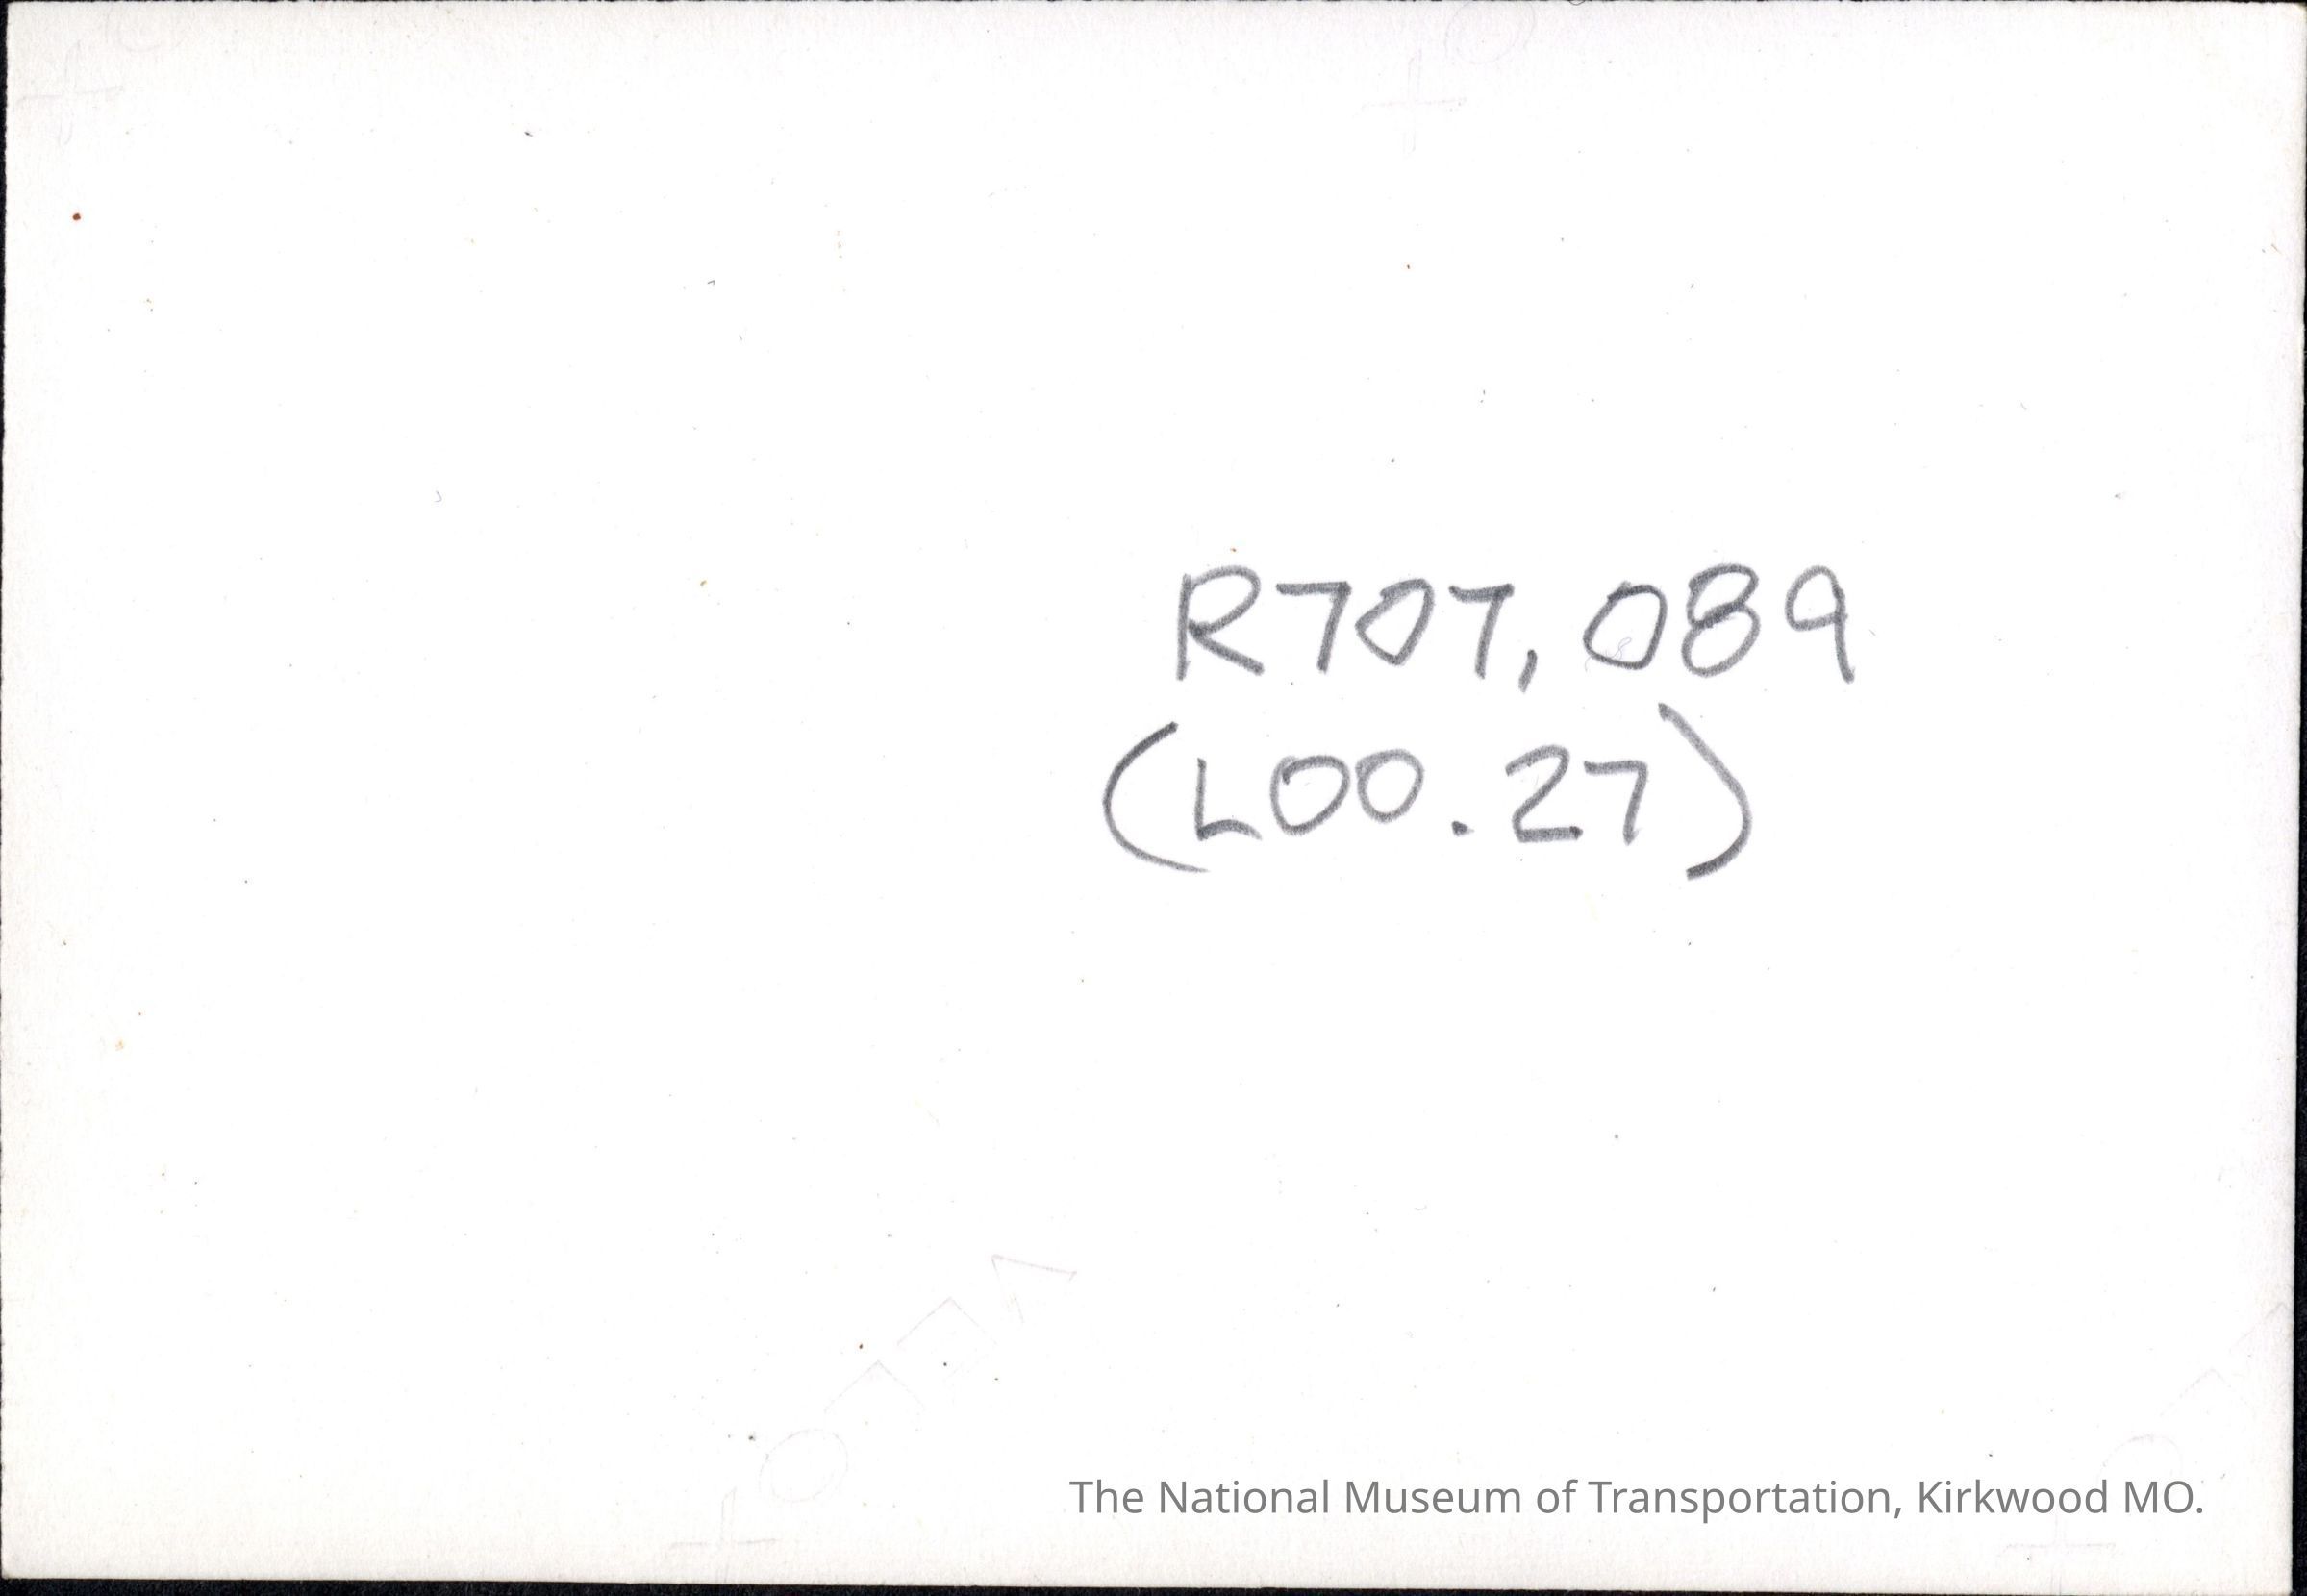 R707,089
(L00.27)
The National Museum of Transportation, Kirkwood MO.